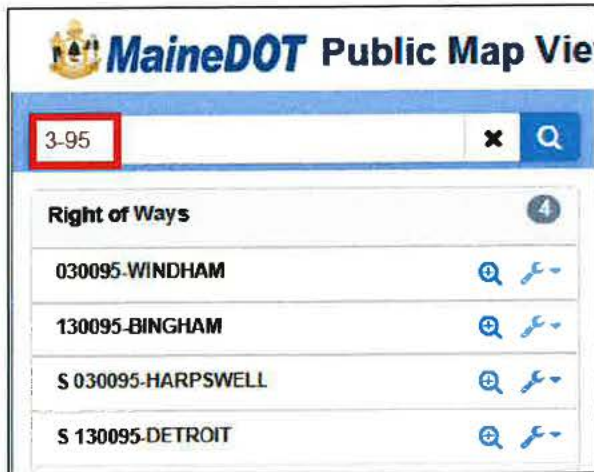 MaineDOT Public Map Vie
3-95
Right of Ways 4
030095-WINDHAM
130095-BINGHAM
S 030095-HARPSWELL
S 130095-DETROIT